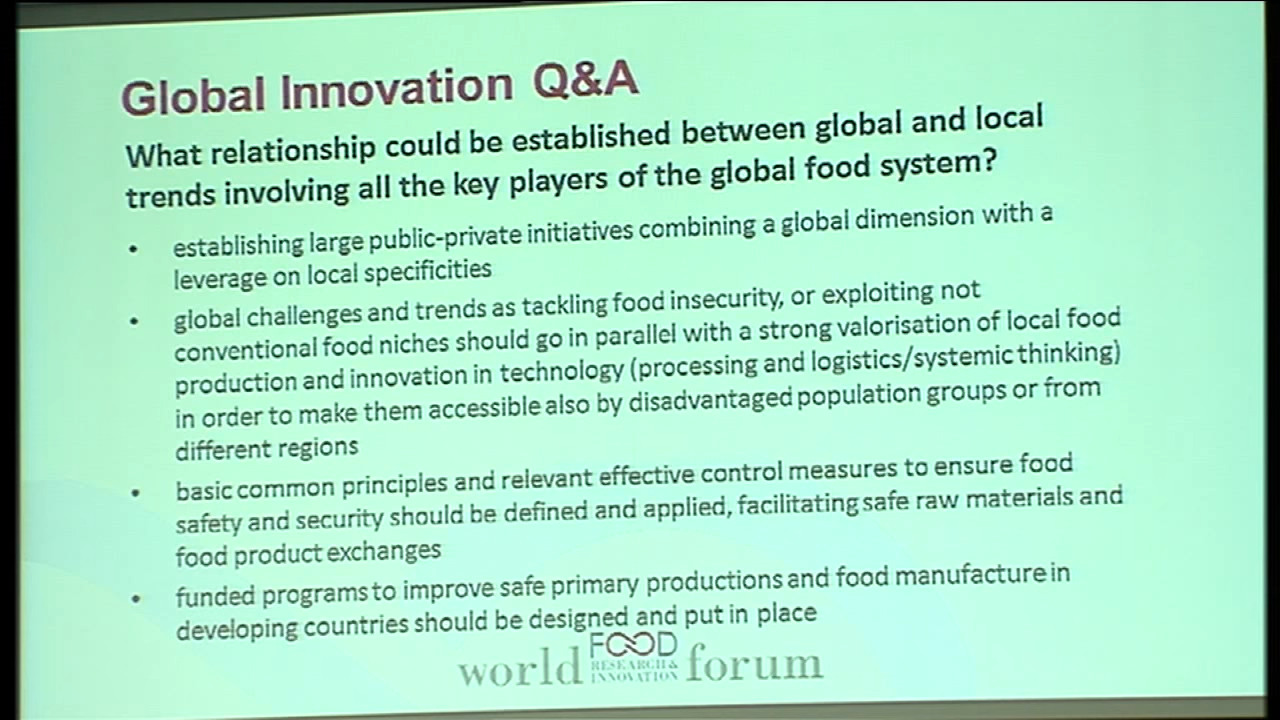 Global Innovation Q&A
What relationship could be established between global and local
trends involving all the key players of the global food system?
• establishing large public-private initiatives combining a global dimension with a
leverage on local specificities
• global challenges and trends as tackling food insecurity, or exploiting not
conventional food niches should go in parallel with a strong valorisation of local food
production and innovation in technology (processing and logistics/systemic thinking)
in order to make them accessible also by disadvantaged population groups or from
different regions
• basic common principles and relevant effective control measures to ensure food
safety and security should be defined and applied, facilitating safe raw materials and
food product exchanges
• funded programs to improve safe primary productions and food manufacture in
developing countries should be designed and put in place
world FOOD
RESEARCH &
INNOVATION forum